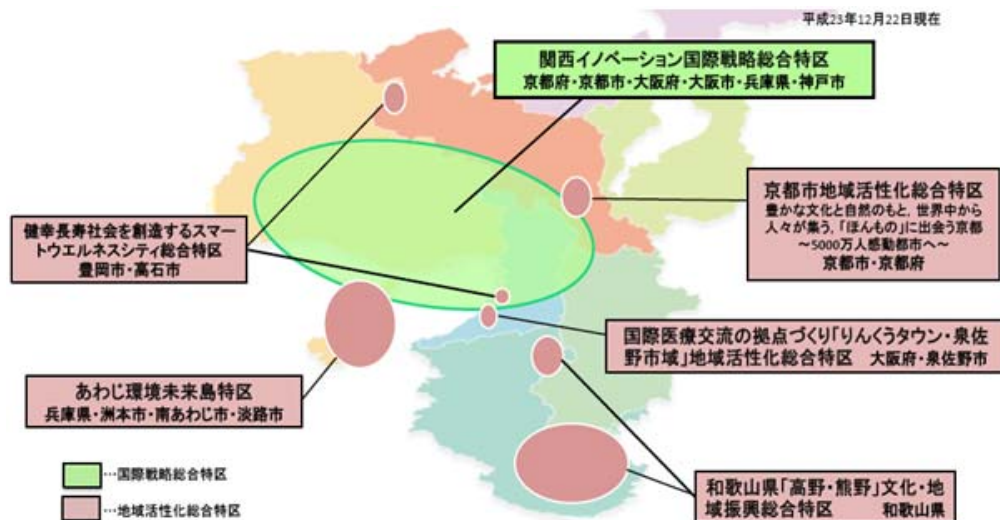 平成23年12月22日現在
関西イノベーション国際戦略総合特区
京都府・京都市・大阪府・大阪市・兵庫県・神戸市
京都市地域活性化総合特区
豊かな文化と自然のもと、世界中から
人々が集う、「ほんもの」に出会う京都
～5000万人感動都市へ～
京都市・京都府
健幸長寿社会を創造するスマー
トウエルネスシティ総合特区
豊岡市・高石市
国際医療交流の拠点づくり「りんくうタウン・泉佐
野市域」地域活性化総合特区 大阪府・泉佐野市
あわじ環境未来島特区
兵庫県・洲本市・南あわじ市・淡路市
和歌山県「高野・熊野」文化・地
域振興総合特区 和歌山県
…国際戦略総合特区
…地域活性化総合特区